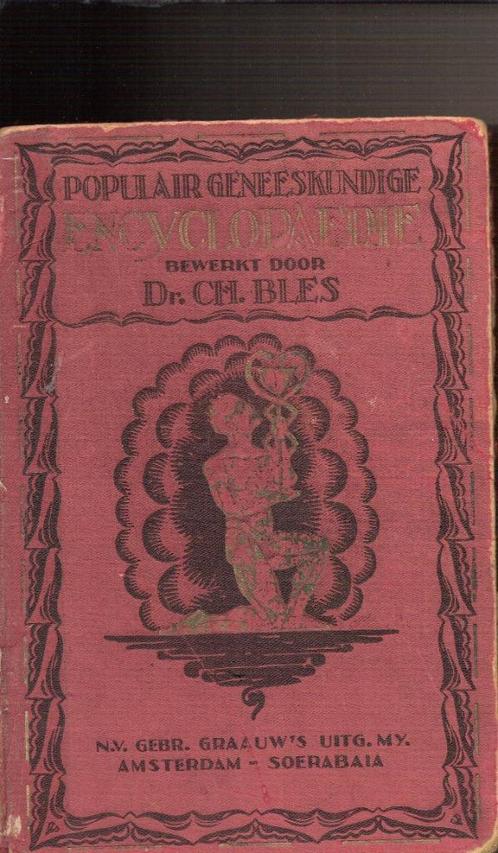 POPULAIR GENEESKUNDIGE
ENCYCLOPAEDIE
BEWERKT DOOR
Dr. CH. BLES
N.V. GEBR. GRAAUW'S UITG. MY.
AMSTERDAM - SOERABAIA